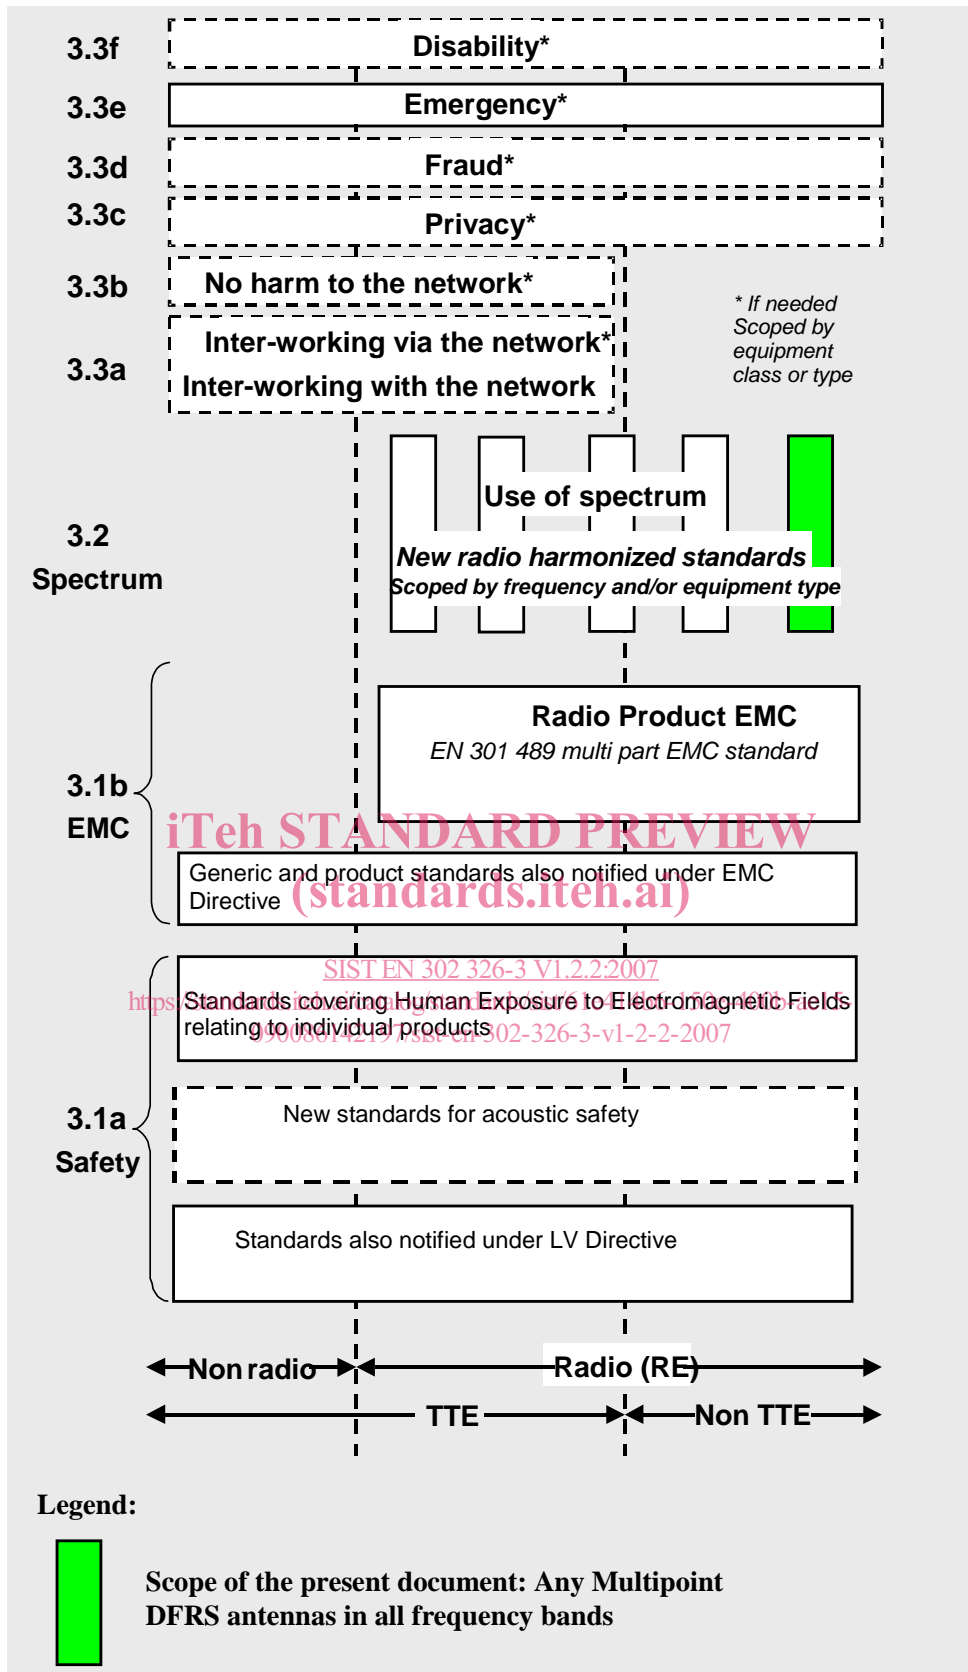 3.3f Disability*
3.3e Emergency*
3.3d Fraud*
3.3c Privacy*
3.3b No harm to the network*
3.3a Inter-working via the network*
Inter-working with the network
* If needed
Scoped by
equipment
class or type
3.2
Spectrum
Use of spectrum
New radio harmonized standards
Scoped by frequency and/or equipment type
3.1b
EMC
Radio Product EMC
EN 301 489 multi part EMC standard
iTeh STANDARD PREVIEW
Generic and product standards also notified under EMC
Directive
(standards.iteh.ai)
SIST EN 302 326-3 V1.2.2:2007
Standards covering Human Exposure to Electromagnetic Fields
relating to individual products
3.1a
Safety
New standards for acoustic safety
Standards also notified under LV Directive
Non radio Radio (RE)
TTE Non TTE
Legend:
Scope of the present document: Any Multipoint
DFRS antennas in all frequency bands